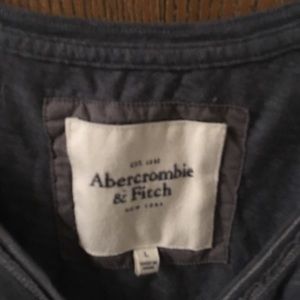 EST. 1892
Abercrombie
& Fitch
NEW YORK
L